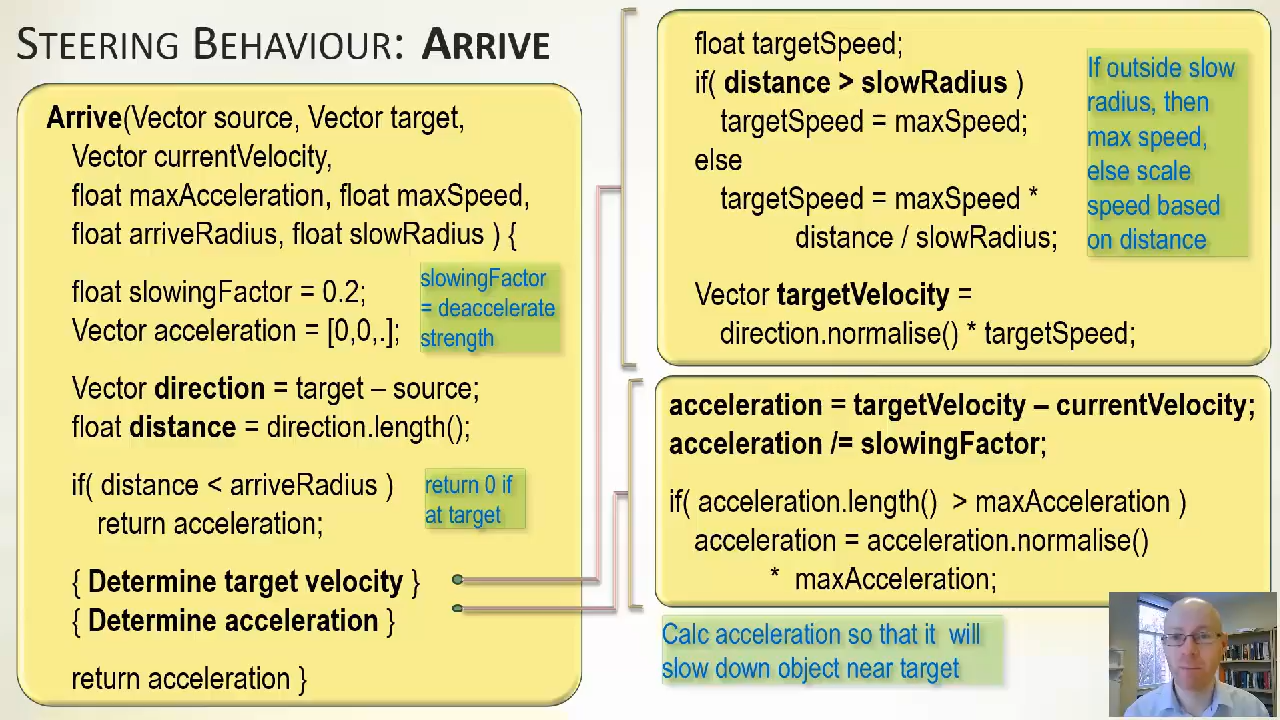 STEERING BEHAVIOUR: ARRIVE
Arrive(Vector source, Vector target,
Vector currentVelocity,
float maxAcceleration, float maxSpeed,
float arriveRadius, float slowRadius ) {
float slowingFactor = 0.2;
Vector acceleration = [0,0,.];
slowingFactor
= deaccelerate
strength
Vector direction = target – source;
float distance = direction.length();
if( distance < arriveRadius )
return acceleration;
return 0 if
at target
{ Determine target velocity }
{ Determine acceleration }
return acceleration }
float targetSpeed;
if( distance > slowRadius )
targetSpeed = maxSpeed;
else
targetSpeed = maxSpeed *
distance / slowRadius;
If outside slow
radius, then
max speed,
else scale
speed based
on distance
Vector targetVelocity =
direction.normalise() * targetSpeed;
acceleration = targetVelocity – currentVelocity;
acceleration /= slowingFactor;
if( acceleration.length() > maxAcceleration )
acceleration = acceleration.normalise()
* maxAcceleration;
Calc acceleration so that it will
slow down object near target